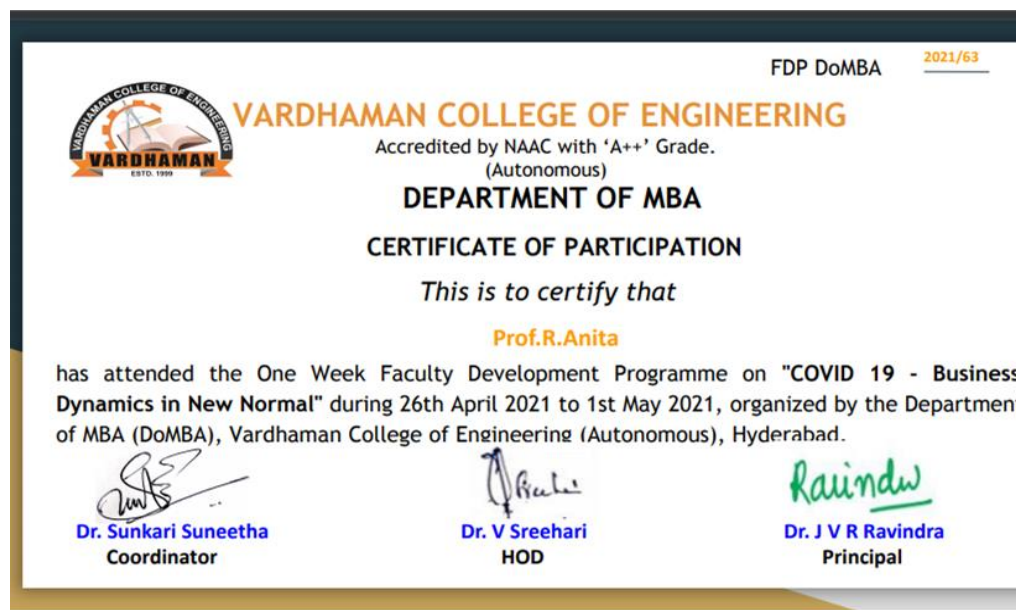 FDP DoMBA 2021/63
VARDHAMAN COLLEGE OF ENGINEERING
VARDHAMAN
ESTD. 1999
VARDHAMAN COLLEGE OF ENGINEERING
Accredited by NAAC with ‘A++’ Grade.
(Autonomous)
DEPARTMENT OF MBA
CERTIFICATE OF PARTICIPATION
This is to certify that
Prof.R.Anita
has attended the One Week Faculty Development Programme on "COVID 19 - Business
Dynamics in New Normal" during 26th April 2021 to 1st May 2021, organized by the Department
of MBA (DoMBA), Vardhaman College of Engineering (Autonomous), Hyderabad.
Ravindra
Dr. Sunkari Suneetha Dr. V Sreehari Dr. J V R Ravindra
Coordinator HOD Principal